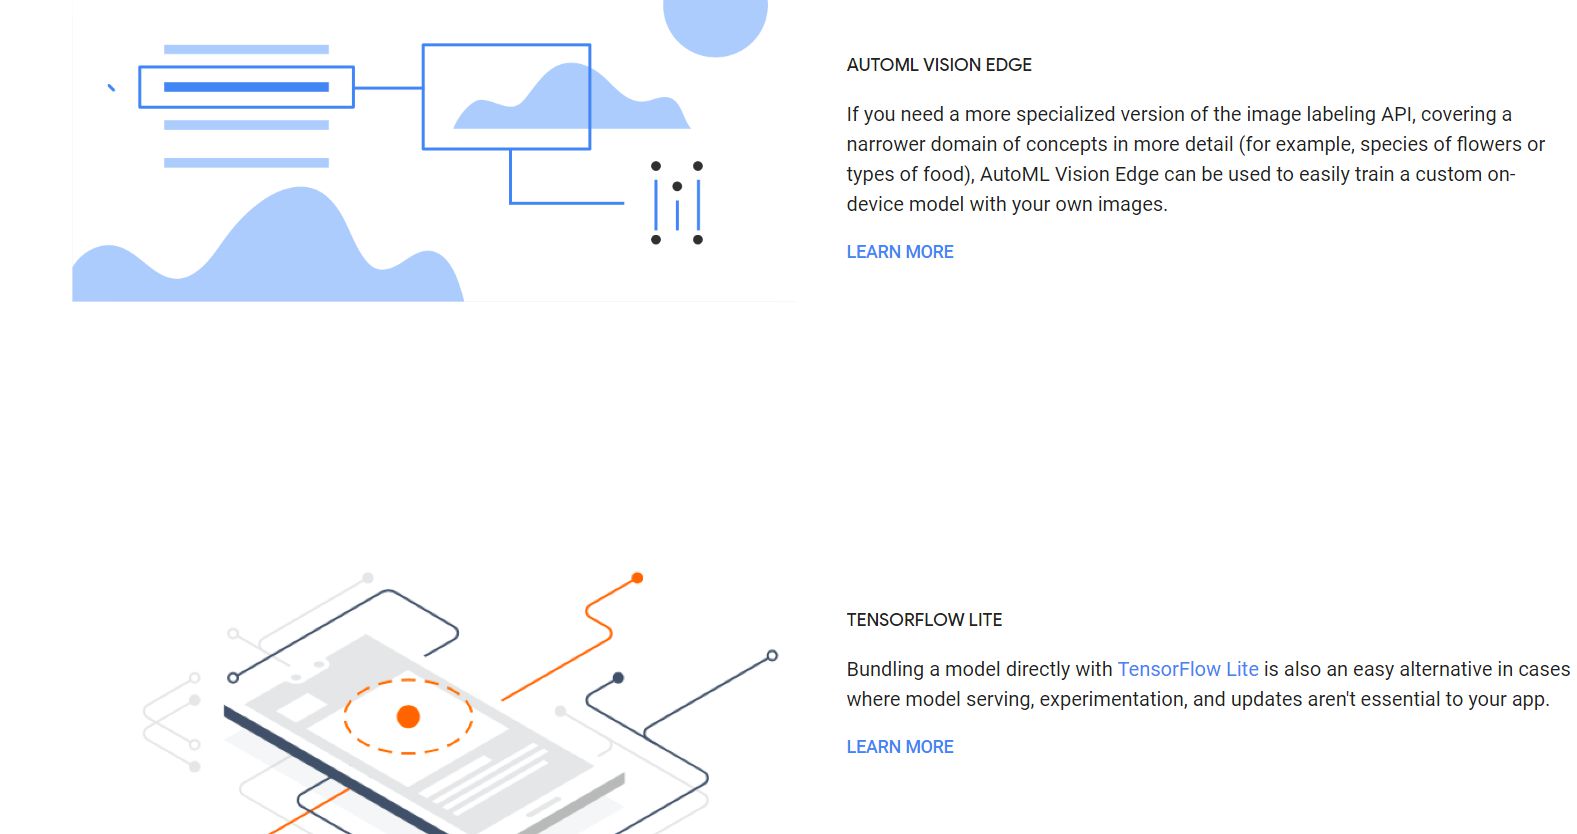 AUTOML VISION EDGE
If you need a more specialized version of the image labeling API, covering a
narrower domain of concepts in more detail (for example, species of flowers or
types of food), AutoML Vision Edge can be used to easily train a custom on-
device model with your own images.
LEARN MORE
TENSORFLOW LITE
Bundling a model directly with TensorFlow Lite is also an easy alternative in cases
where model serving, experimentation, and updates aren't essential to your app.
LEARN MORE